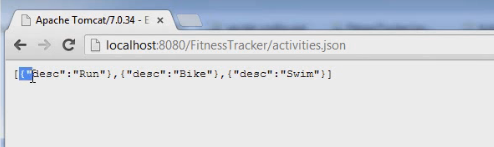 Apache Tomcat/7.0.34 - E
localhost:8080/FitnessTracker/activities.json
[{"desc":"Run"},{"desc":"Bike"},{"desc":"Swim"}]